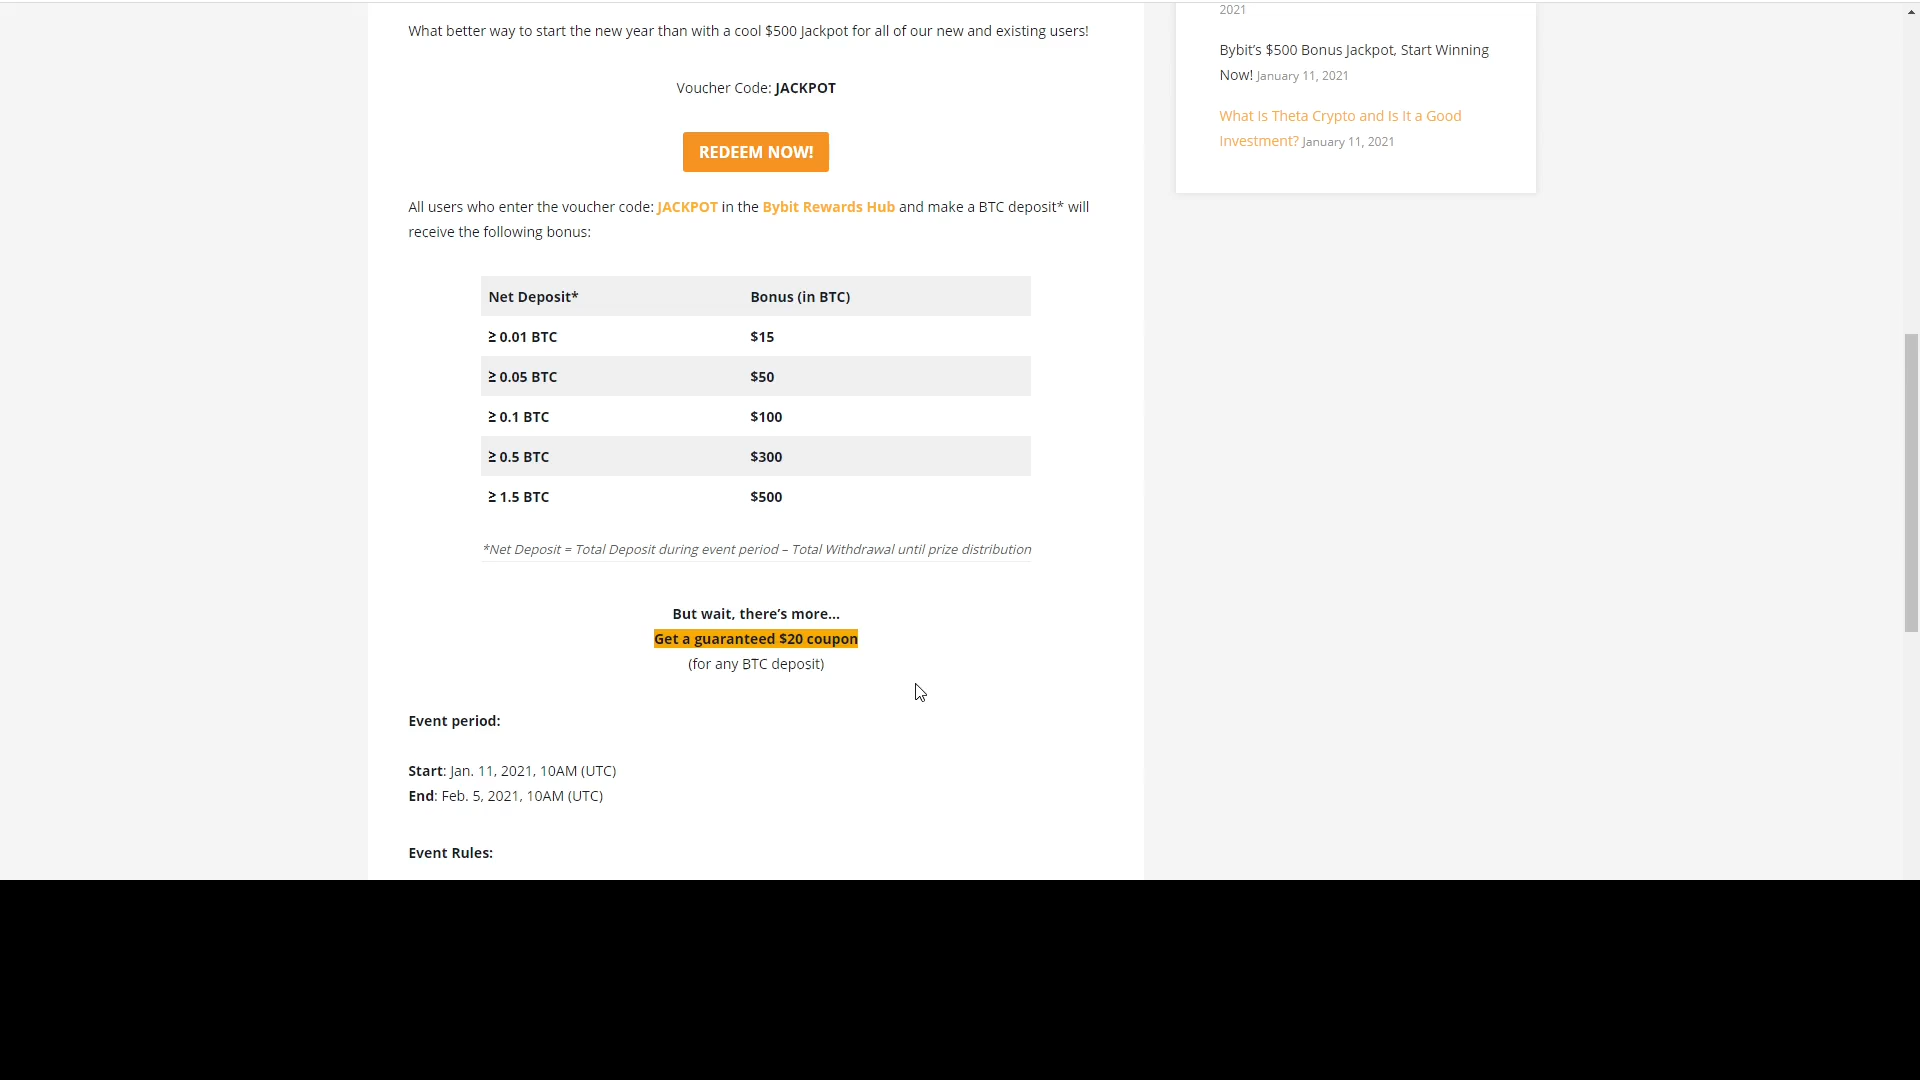 What better way to start the new year than with a cool $500 Jackpot for all of our new and existing users!
Voucher Code: JACKPOT
REDEEM NOW!
All users who enter the voucher code: JACKPOT in the Bybit Rewards Hub and make a BTC deposit* will
receive the following bonus:
Net Deposit* Bonus (in BTC)
≥ 0.01 BTC $15
≥ 0.05 BTC $50
≥ 0.1 BTC $100
≥ 0.5 BTC $300
≥ 1.5 BTC $500
*Net Deposit = Total Deposit during event period – Total Withdrawal until prize distribution
But wait, there’s more…
Get a guaranteed $20 coupon
(for any BTC deposit)
Event period:
Start: Jan. 11, 2021, 10AM (UTC)
End: Feb. 5, 2021, 10AM (UTC)
Event Rules:
2021
Bybit’s $500 Bonus Jackpot, Start Winning
Now! January 11, 2021
What Is Theta Crypto and Is It a Good
Investment? January 11, 2021